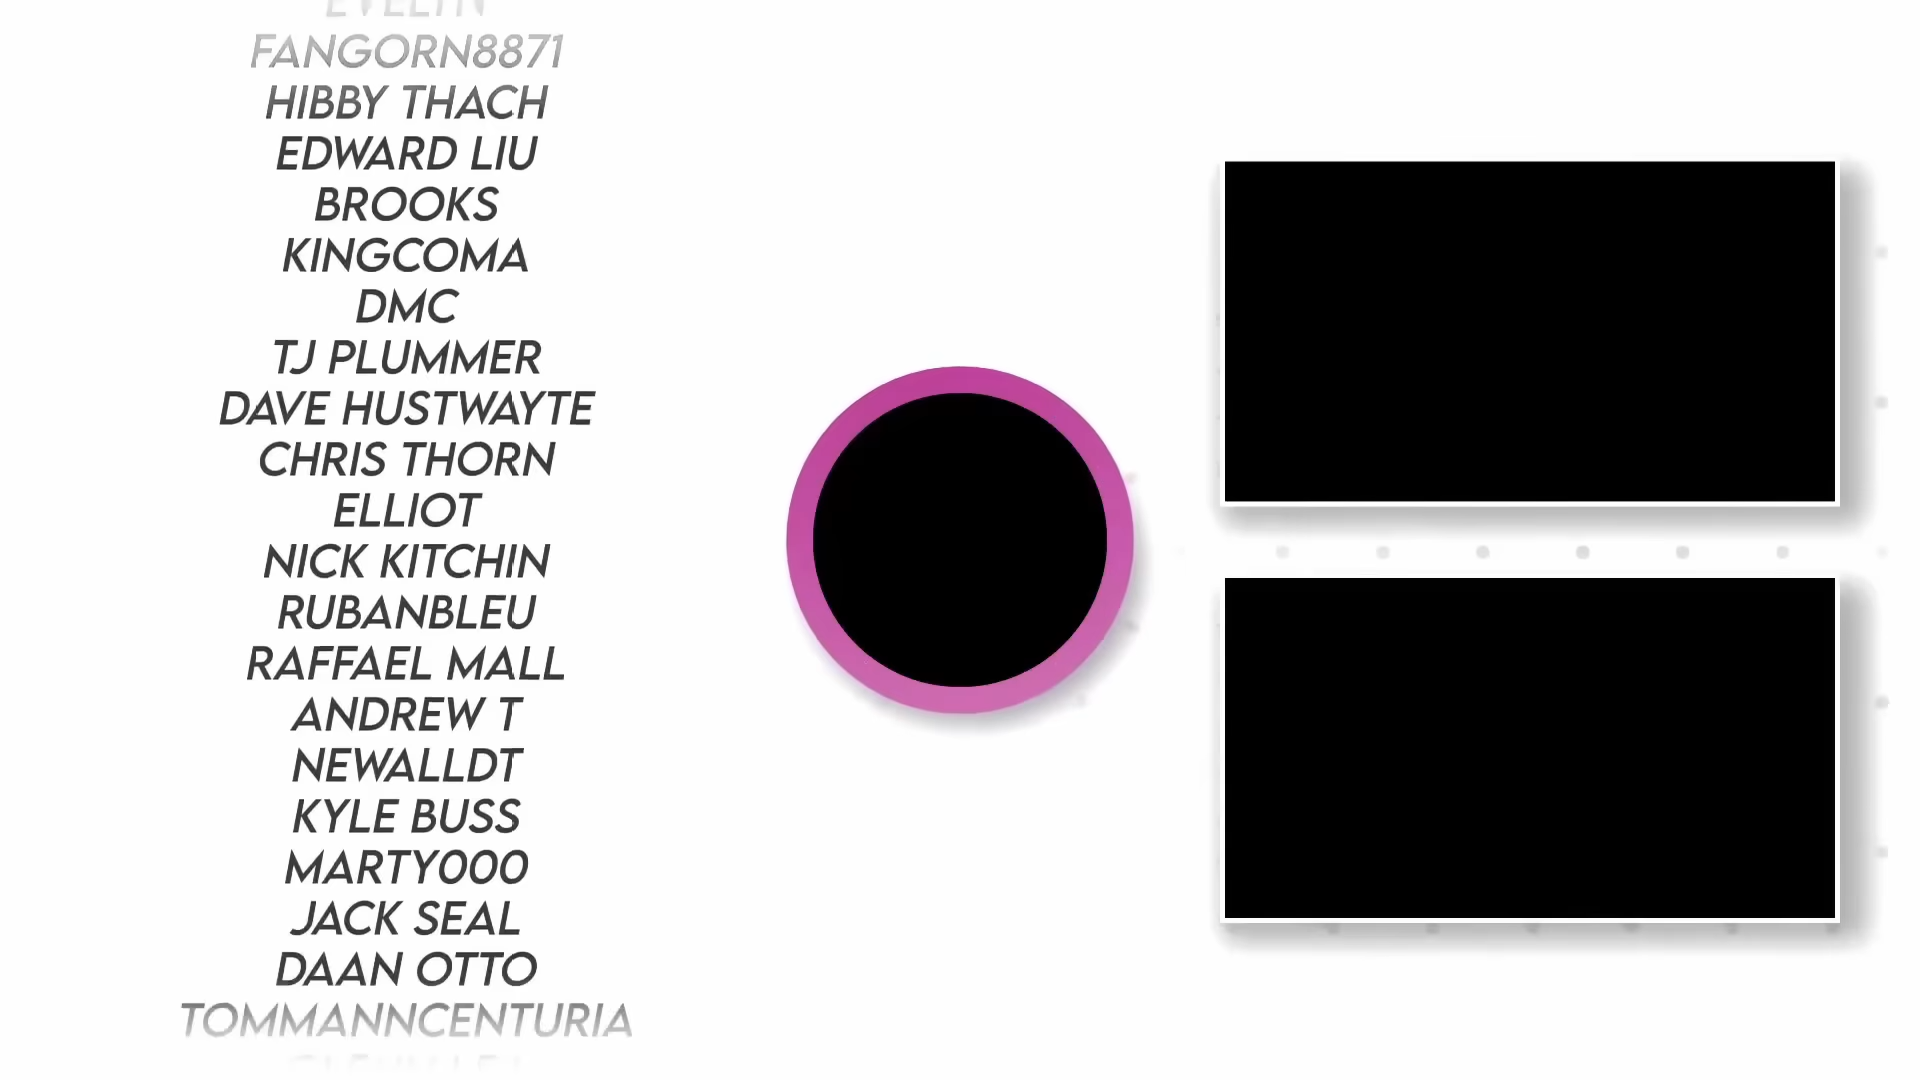 EVELYN
FANGORN8871
HIBBY THACH
EDWARD LIU
BROOKS
KINGCOMA
DMC
TJ PLUMMER
DAVE HUSTWAYTE
CHRIS THORN
ELLIOT
NICK KITCHIN
RUBANBLEU
RAFFAEL MALL
ANDREW T
NEWALLDT
KYLE BUSS
MARTY000
JACK SEAL
DAAN OTTO
TOMMANNCENTURIA